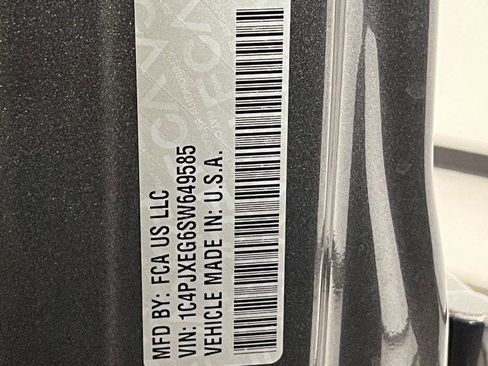 MFD BY: FCA US LLC
VIN: 1C4PJXEG6SW649585
VEHICLE MADE IN: U.S.A.